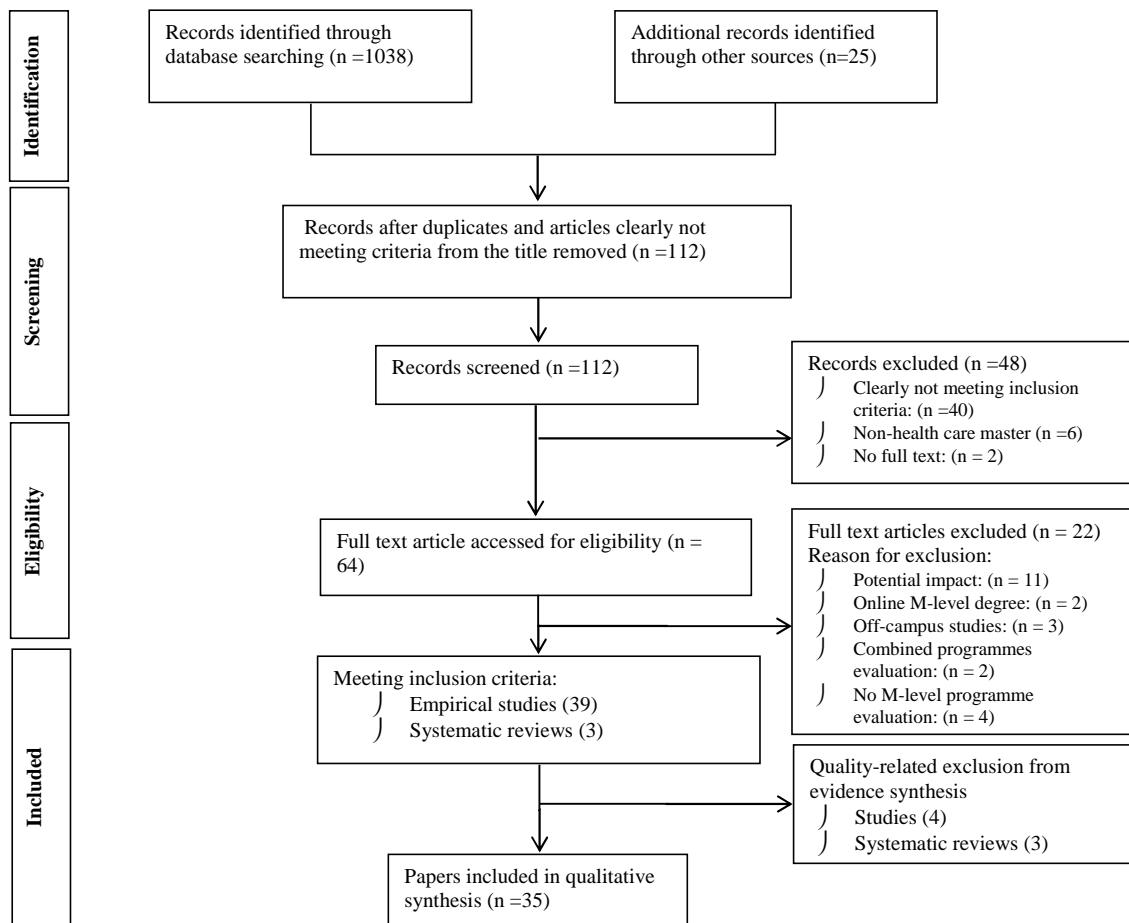 Identification
Records identified through
database searching (n =1038)
Additional records identified
through other sources (n=25)
Screening
Records after duplicates and articles clearly not
meeting criteria from the title removed (n =112)
Records screened (n =112)
Records excluded (n =48)
Clearly not meeting inclusion
criteria: (n =40)
Non-health care master (n =6)
No full text: (n = 2)
Eligibility
Full text article accessed for eligibility (n =
64)
Full text articles excluded (n = 22)
Reason for exclusion:
Potential impact: (n = 11)
Online M-level degree: (n = 2)
Off-campus studies: (n = 3)
Combined programmes
evaluation: (n = 2)
No M-level programme
evaluation: (n = 4)
Included
Meeting inclusion criteria:
Empirical studies (39)
Systematic reviews (3)
Quality-related exclusion from
evidence synthesis
Studies (4)
Systematic reviews (3)
Papers included in qualitative
synthesis (n =35)